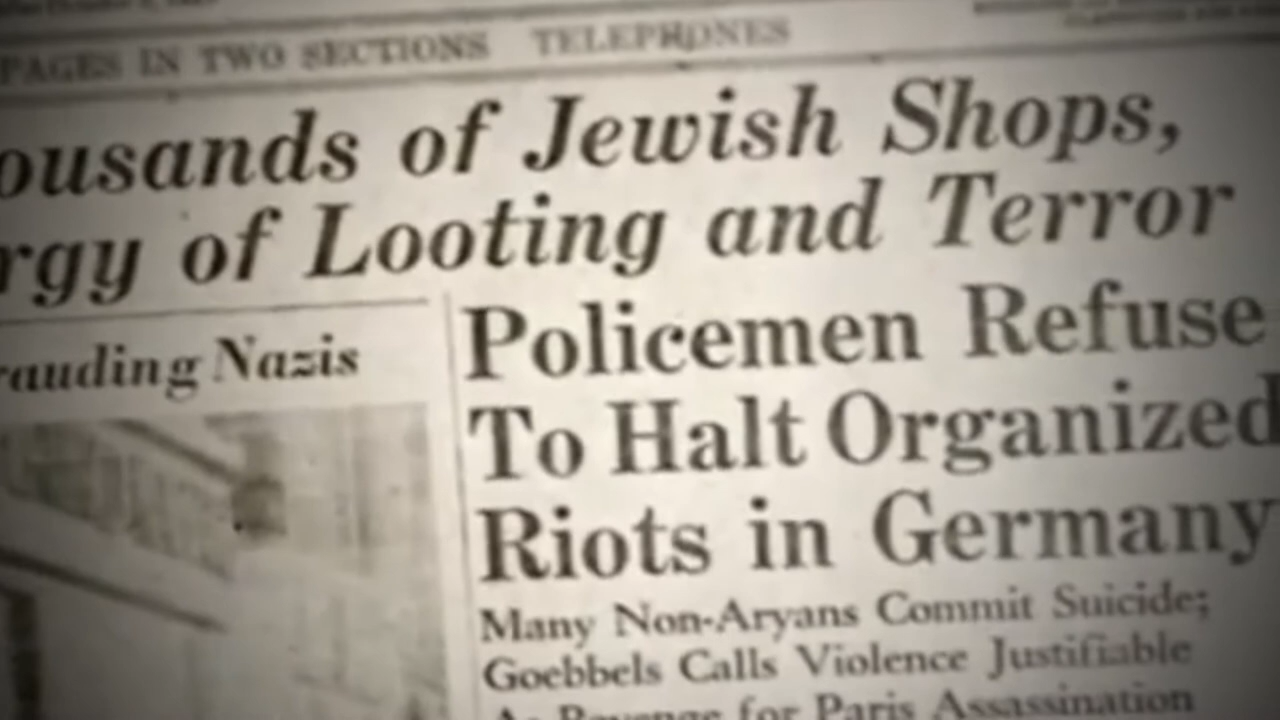 PAGES IN TWO SECTIONS TELEPHONES
ousands of Jewish Shops,
rgy of Looting and Terror
rauding Nazis
Policemen Refuse
To Halt Organized
Riots in Germany
Many Non-Aryans Commit Suicide;
Goebbels Calls Violence Justifiable
As Revenge for Paris Assassination